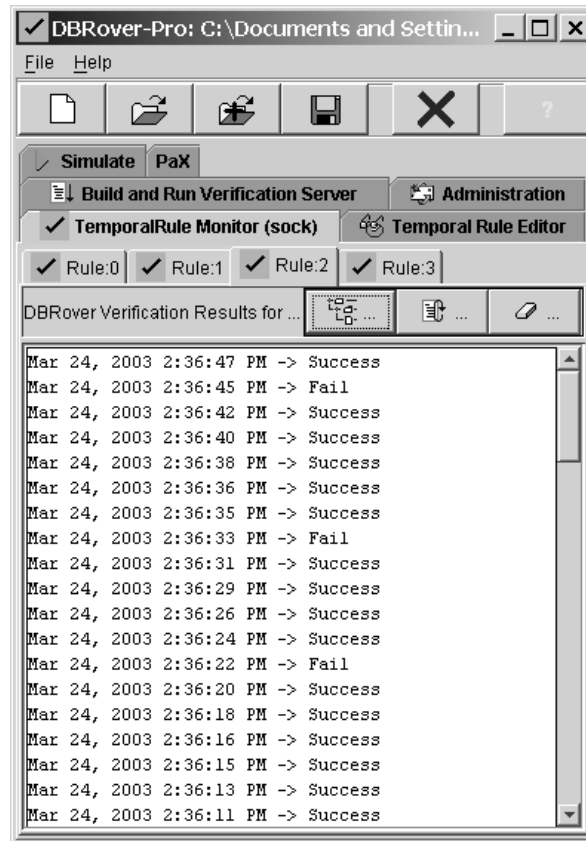 DBRover-Pro: C:\Documents and Settin...
File Help
?
Simulate PaX
Build and Run Verification Server Administration
TemporalRule Monitor (sock) Temporal Rule Editor
Rule:0 Rule:1 Rule:2 Rule:3
DBRover Verification Results for ... ... ... ...
Mar 24, 2003 2:36:47 PM -> Success
Mar 24, 2003 2:36:45 PM -> Fail
Mar 24, 2003 2:36:42 PM -> Success
Mar 24, 2003 2:36:40 PM -> Success
Mar 24, 2003 2:36:38 PM -> Success
Mar 24, 2003 2:36:36 PM -> Success
Mar 24, 2003 2:36:35 PM -> Success
Mar 24, 2003 2:36:33 PM -> Fail
Mar 24, 2003 2:36:31 PM -> Success
Mar 24, 2003 2:36:29 PM -> Success
Mar 24, 2003 2:36:26 PM -> Success
Mar 24, 2003 2:36:24 PM -> Success
Mar 24, 2003 2:36:22 PM -> Fail
Mar 24, 2003 2:36:20 PM -> Success
Mar 24, 2003 2:36:18 PM -> Success
Mar 24, 2003 2:36:16 PM -> Success
Mar 24, 2003 2:36:15 PM -> Success
Mar 24, 2003 2:36:13 PM -> Success
Mar 24, 2003 2:36:11 PM -> Success